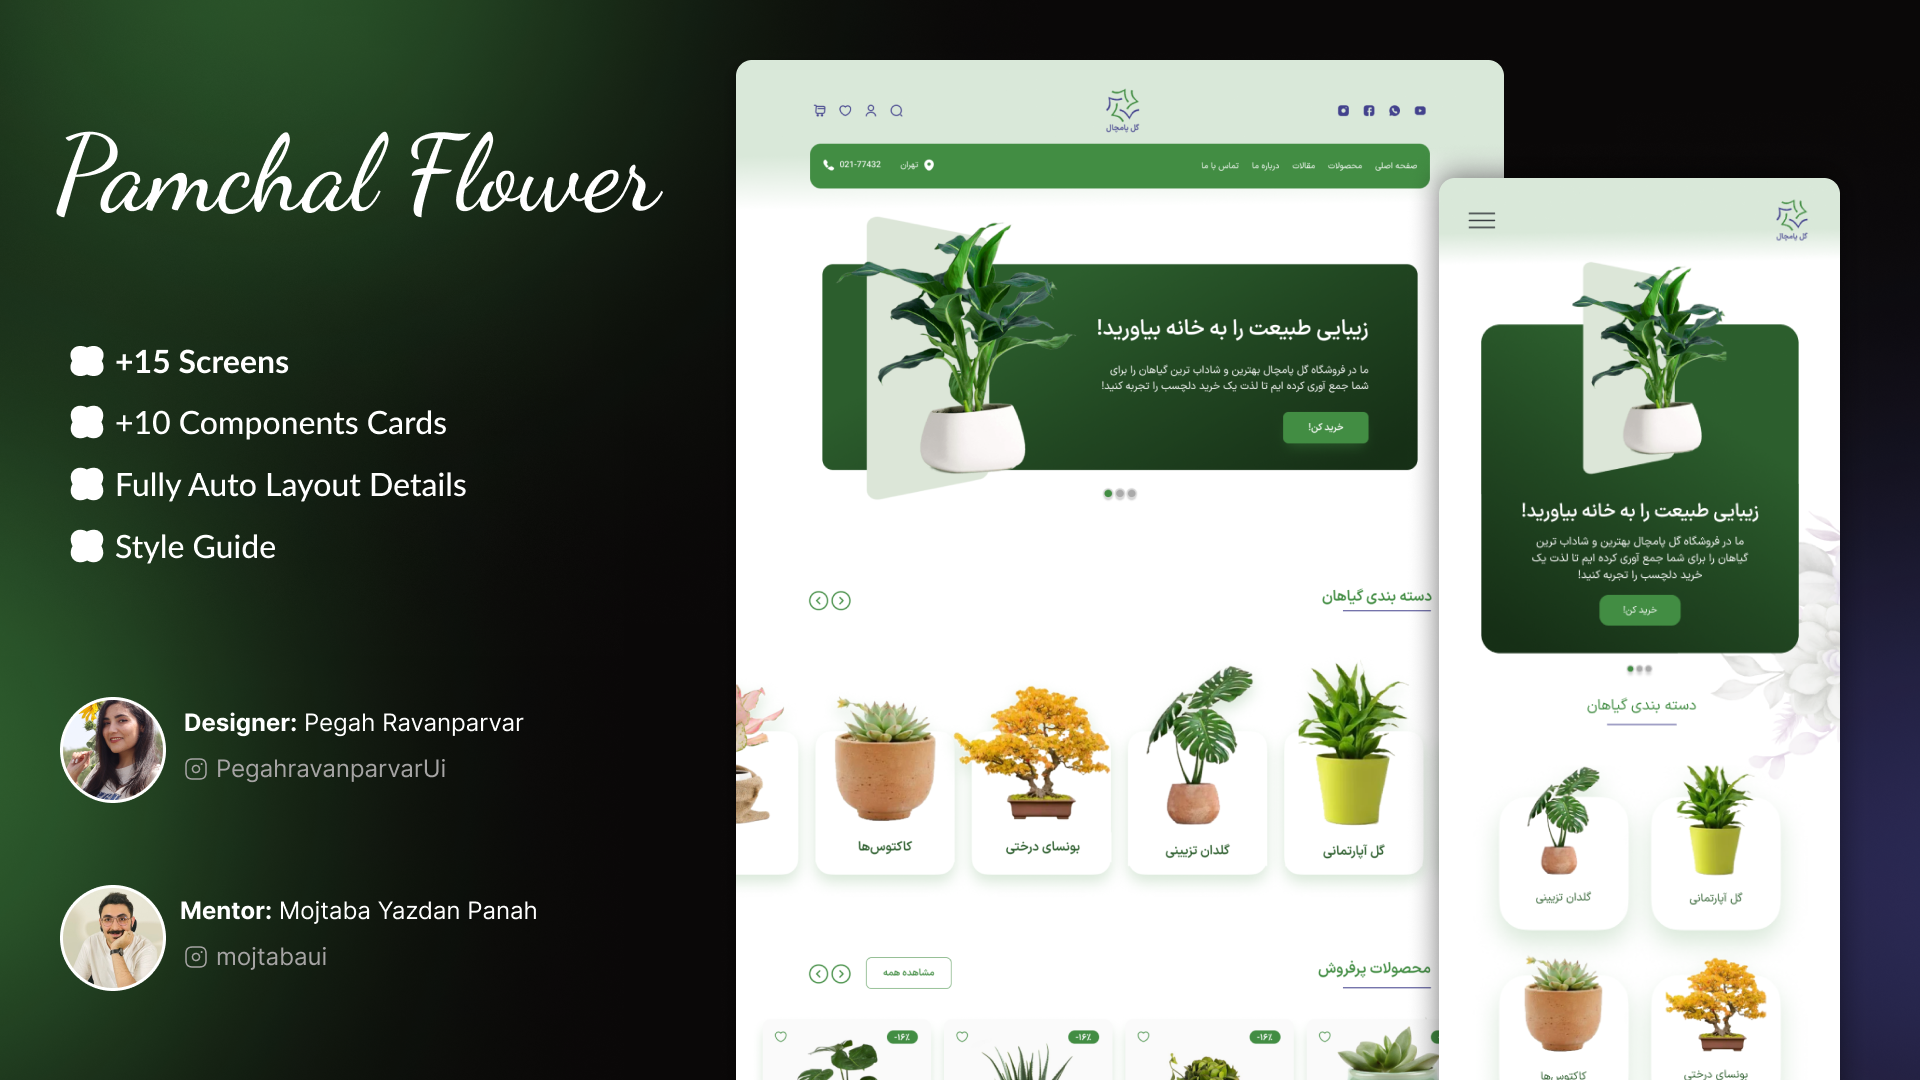 Pamchal Flower
+15 Screens
+10 Components Cards
Fully Auto Layout Details
Style Guide
Designer: Pegah Ravanparvar
PegahravanparvarUi
Mentor: Mojtaba Yazdan Panah
mojtabaui
گل پامچال
صفحه اصلی
محصولات
مقالات
درباره ما
تماس با ما
تهران
021-77432
زیبایی طبیعت را به خانه بیاورید!
ما در فروشگاه گل پامچال بهترین و شاداب ترین گیاهان را برای
شما جمع آوری کرده ایم تا لذت یک خرید دلچسب را تجربه کنید!
خرید کن!
دسته بندی گیاهان
گل آپارتمانی
گلدان تزیینی
بونسای درختی
کاکتوس‌ها
محصولات پرفروش
مشاهده همه
-۱۶٪
-۱۶٪
-۱۶٪
گل پامچال
زیبایی طبیعت را به خانه بیاورید!
ما در فروشگاه گل پامچال بهترین و شاداب ترین
گیاهان را برای شما جمع آوری کرده ایم تا لذت یک
خرید دلچسب را تجربه کنید!
خرید کن!
دسته بندی گیاهان
گل آپارتمانی
گلدان تزیینی
بونسای درختی
کاکتوس‌ها